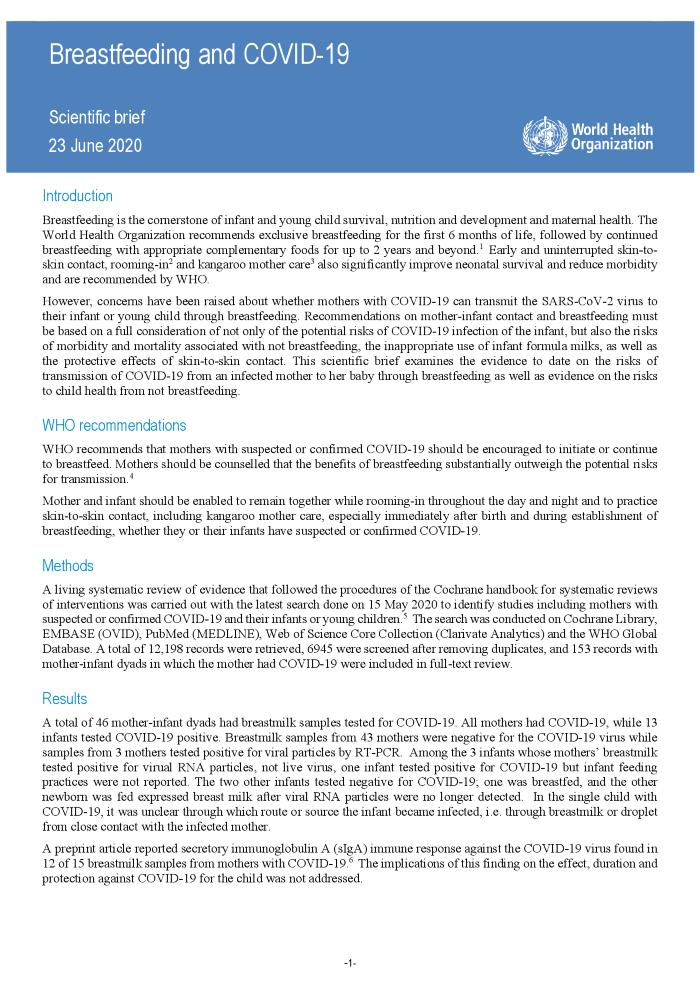 Breastfeeding and COVID-19
Scientific brief
23 June 2020
World Health
Organization
Introduction
Breastfeeding is the cornerstone of infant and young child survival, nutrition and development and maternal health. The
World Health Organization recommends exclusive breastfeeding for the first 6 months of life, followed by continued
breastfeeding with appropriate complementary foods for up to 2 years and beyond.1 Early and uninterrupted skin-to-
skin contact, rooming-in2 and kangaroo mother care3 also significantly improve neonatal survival and reduce morbidity
and are recommended by WHO.
However, concerns have been raised about whether mothers with COVID-19 can transmit the SARS-CoV-2 virus to
their infant or young child through breastfeeding. Recommendations on mother-infant contact and breastfeeding must
be based on a full consideration of not only of the potential risks of COVID-19 infection of the infant, but also the risks
of morbidity and mortality associated with not breastfeeding, the inappropriate use of infant formula milks, as well as
the protective effects of skin-to-skin contact. This scientific brief examines the evidence to date on the risks of
transmission of COVID-19 from an infected mother to her baby through breastfeeding as well as evidence on the risks
to child health from not breastfeeding.
WHO recommendations
WHO recommends that mothers with suspected or confirmed COVID-19 should be encouraged to initiate or continue
to breastfeed. Mothers should be counselled that the benefits of breastfeeding substantially outweigh the potential risks
for transmission.4
Mother and infant should be enabled to remain together while rooming-in throughout the day and night and to practice
skin-to-skin contact, including kangaroo mother care, especially immediately after birth and during establishment of
breastfeeding, whether they or their infants have suspected or confirmed COVID-19.
Methods
A living systematic review of evidence that followed the procedures of the Cochrane handbook for systematic reviews
of interventions was carried out with the latest search done on 15 May 2020 to identify studies including mothers with
suspected or confirmed COVID-19 and their infants or young children.5 The search was conducted on Cochrane Library,
EMBASE (OVID), PubMed (MEDLINE), Web of Science Core Collection (Clarivate Analytics) and the WHO Global
Database. A total of 12,198 records were retrieved, 6945 were screened after removing duplicates, and 153 records with
mother-infant dyads in which the mother had COVID-19 were included in full-text review.
Results
A total of 46 mother-infant dyads had breastmilk samples tested for COVID-19. All mothers had COVID-19, while 13
infants tested COVID-19 positive. Breastmilk samples from 43 mothers were negative for the COVID-19 virus while
samples from 3 mothers tested positive for viral particles by RT-PCR. Among the 3 infants whose mothers' breastmilk
tested positive for virual RNA particles, not live virus, one infant tested positive for COVID-19 but infant feeding
practices were not reported. The two other infants tested negative for COVID-19; one was breastfed, and the other
newborn was fed expressed breast milk after viral RNA particles were no longer detected. In the single child with
COVID-19, it was unclear through which route or source the infant became infected, i.e. through breastmilk or droplet
from close contact with the infected mother.
A preprint article reported secretory immunoglobulin A (sIgA) immune response against the COVID-19 virus found in
12 of 15 breastmilk samples from mothers with COVID-19.6 The implications of this finding on the effect, duration and
protection against COVID-19 for the child was not addressed.
-1-